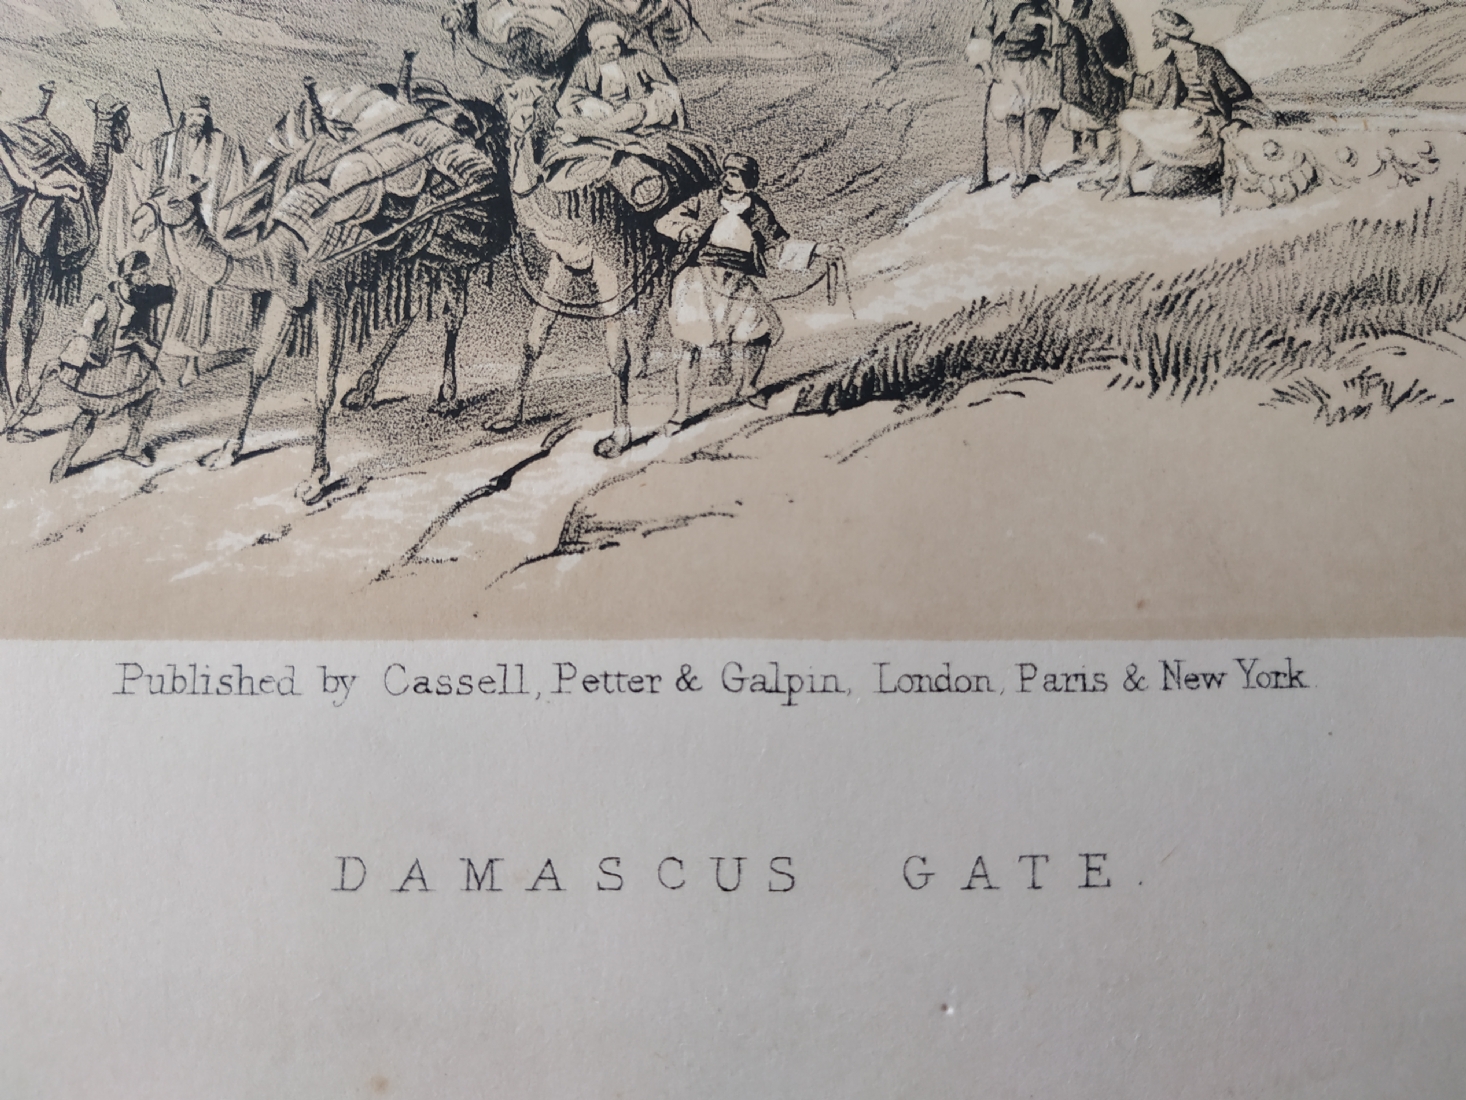 Published by Cassell, Petter & Galpin, London, Paris & New York.
DAMASCUS GATE.